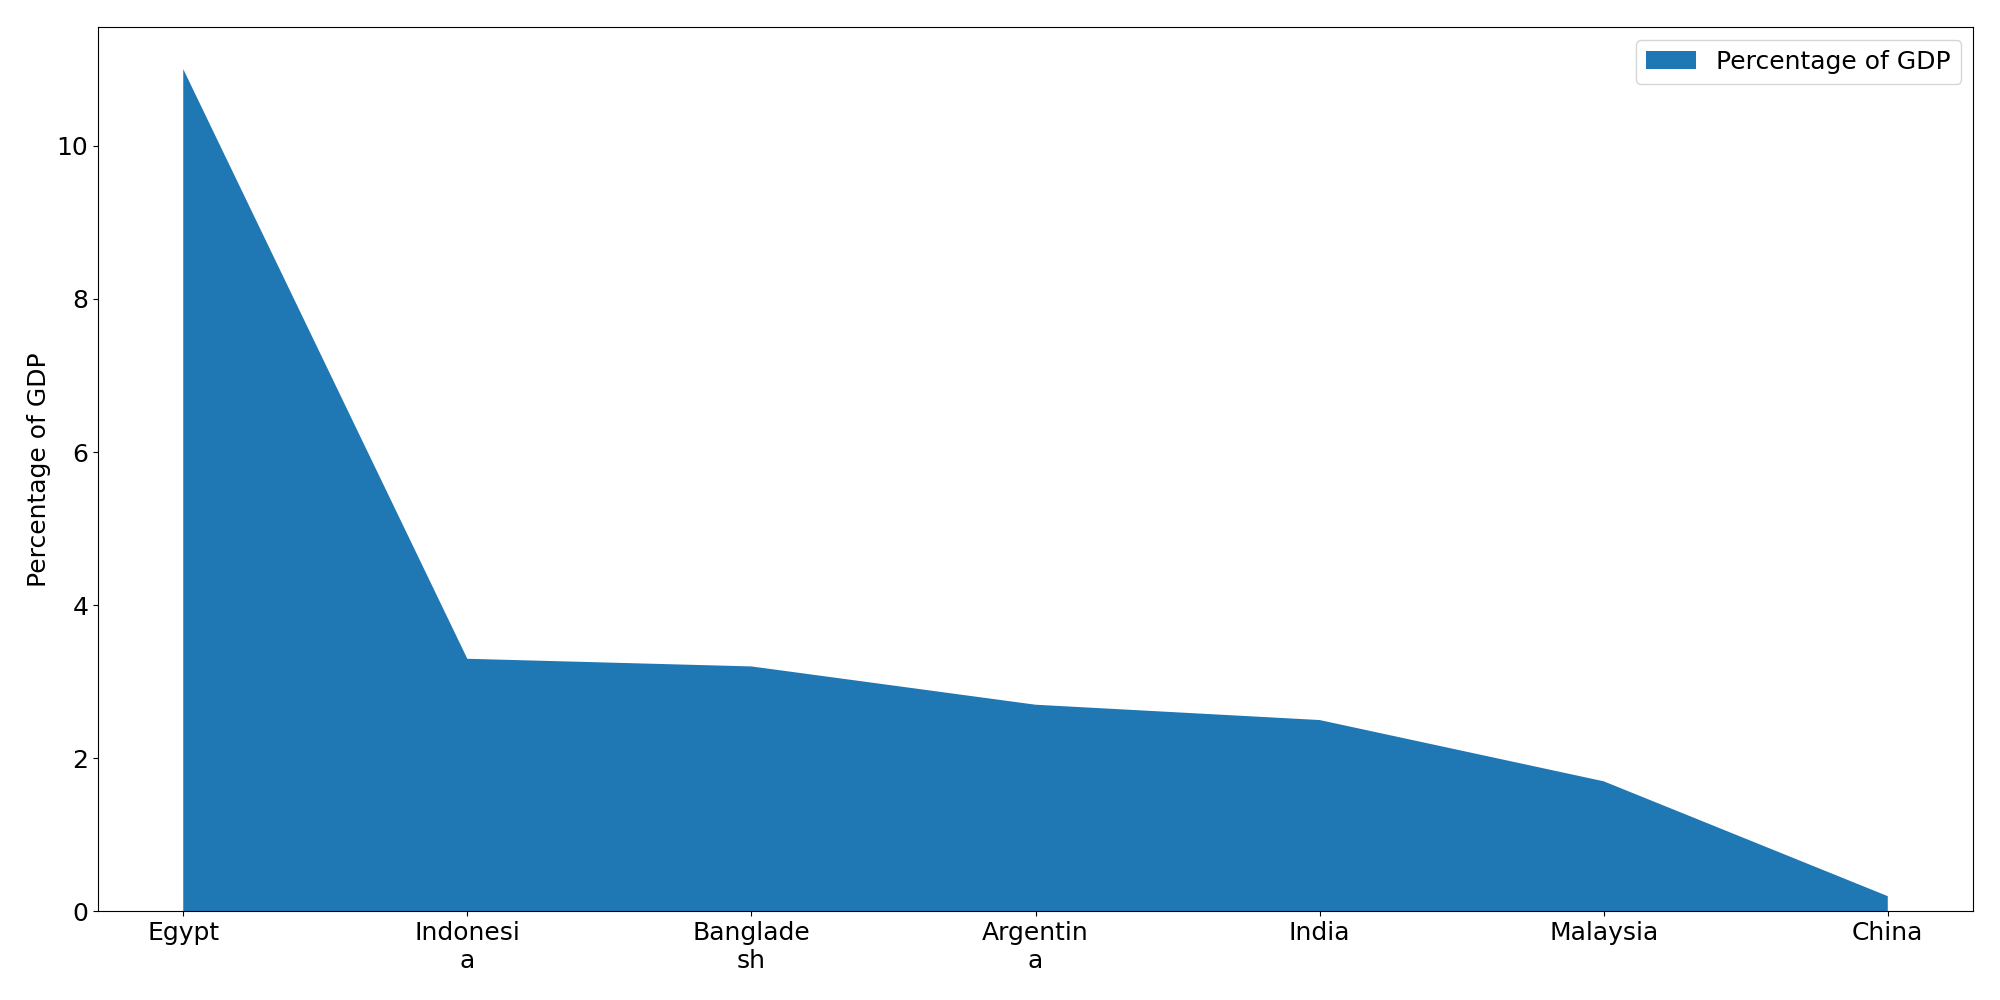 Percentage of GDP
Percentage of GDP
10
8
6
4
2
0
Egypt
Indonesi
a
Banglade
sh
Argentin
a
India
Malaysia
China